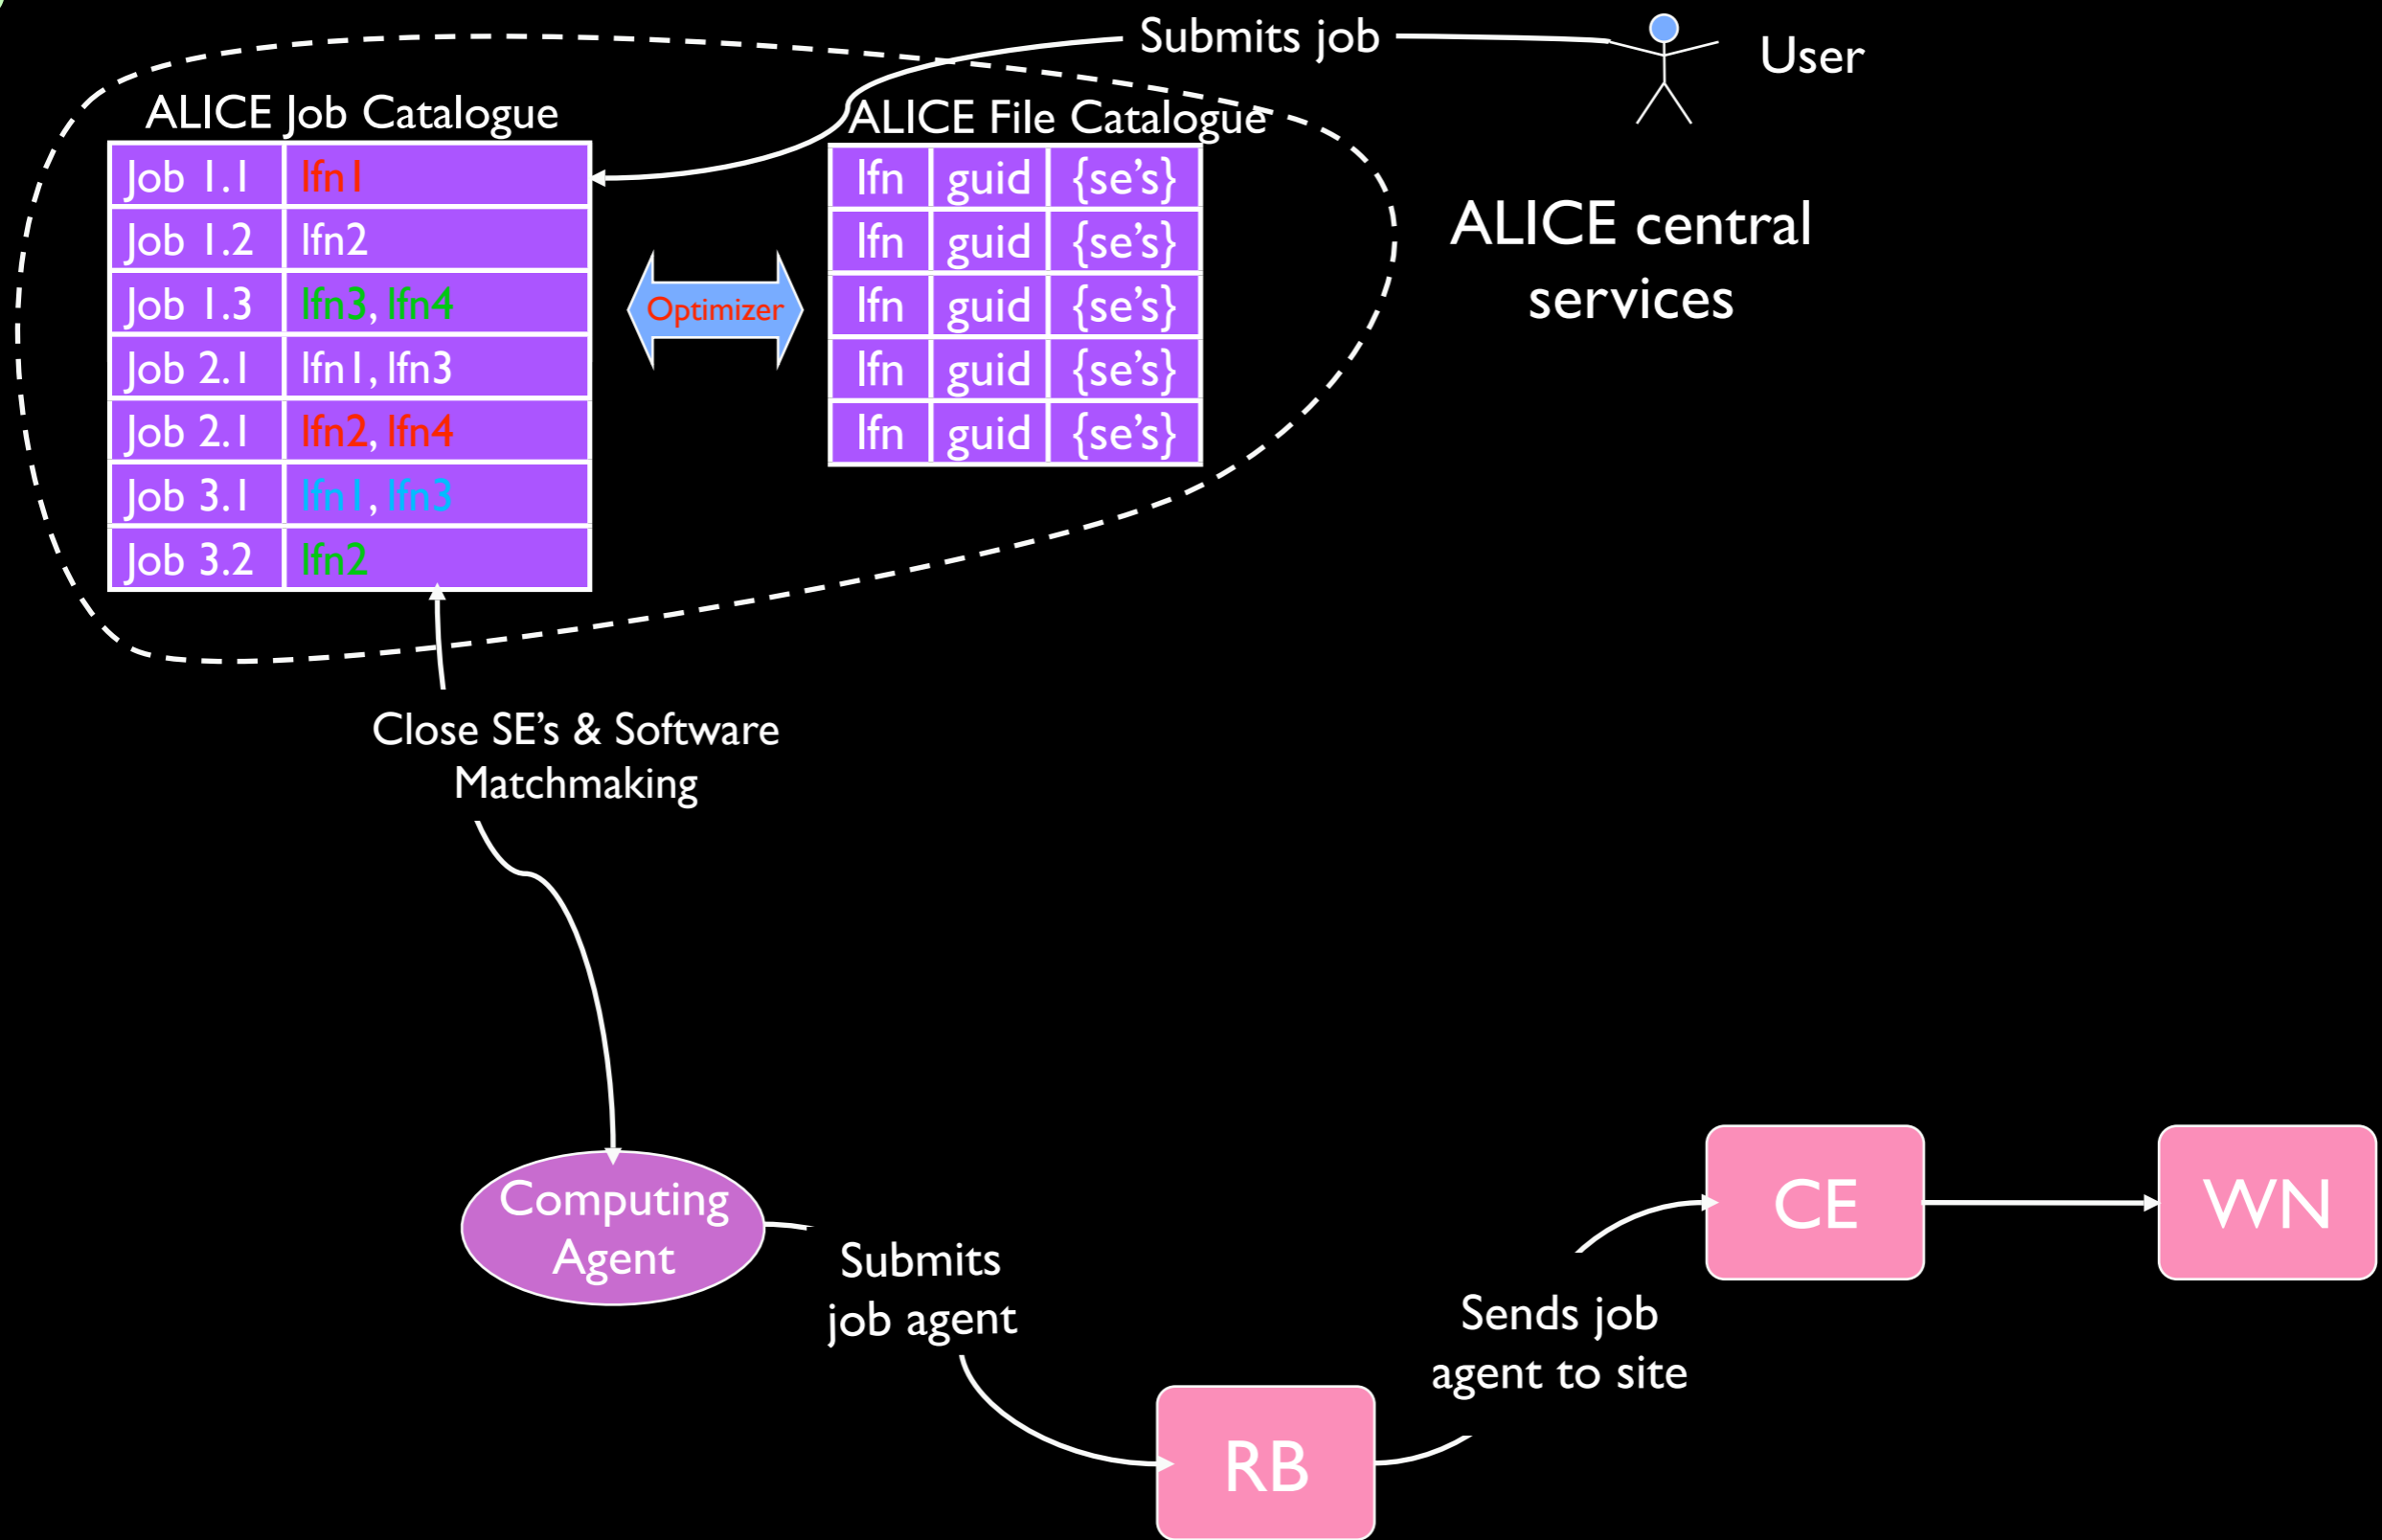 Submits job
User
ALICE Job Catalogue
ALICE File Catalogue
Job 1.1 lfn1
Job 1.2 lfn2
Job 1.3 lfn3, lfn4
Job 2.1 lfn1, lfn3
Job 2.1 lfn2, lfn4
Job 3.1 lfn1, lfn3
Job 3.2 lfn2
Optimizer
lfn guid {se's}
lfn guid {se's}
lfn guid {se's}
lfn guid {se's}
lfn guid {se's}
ALICE central
services
Close SE's & Software
Matchmaking
Computing
Agent
Submits
job agent
RB
Sends job
agent to site
CE
WN